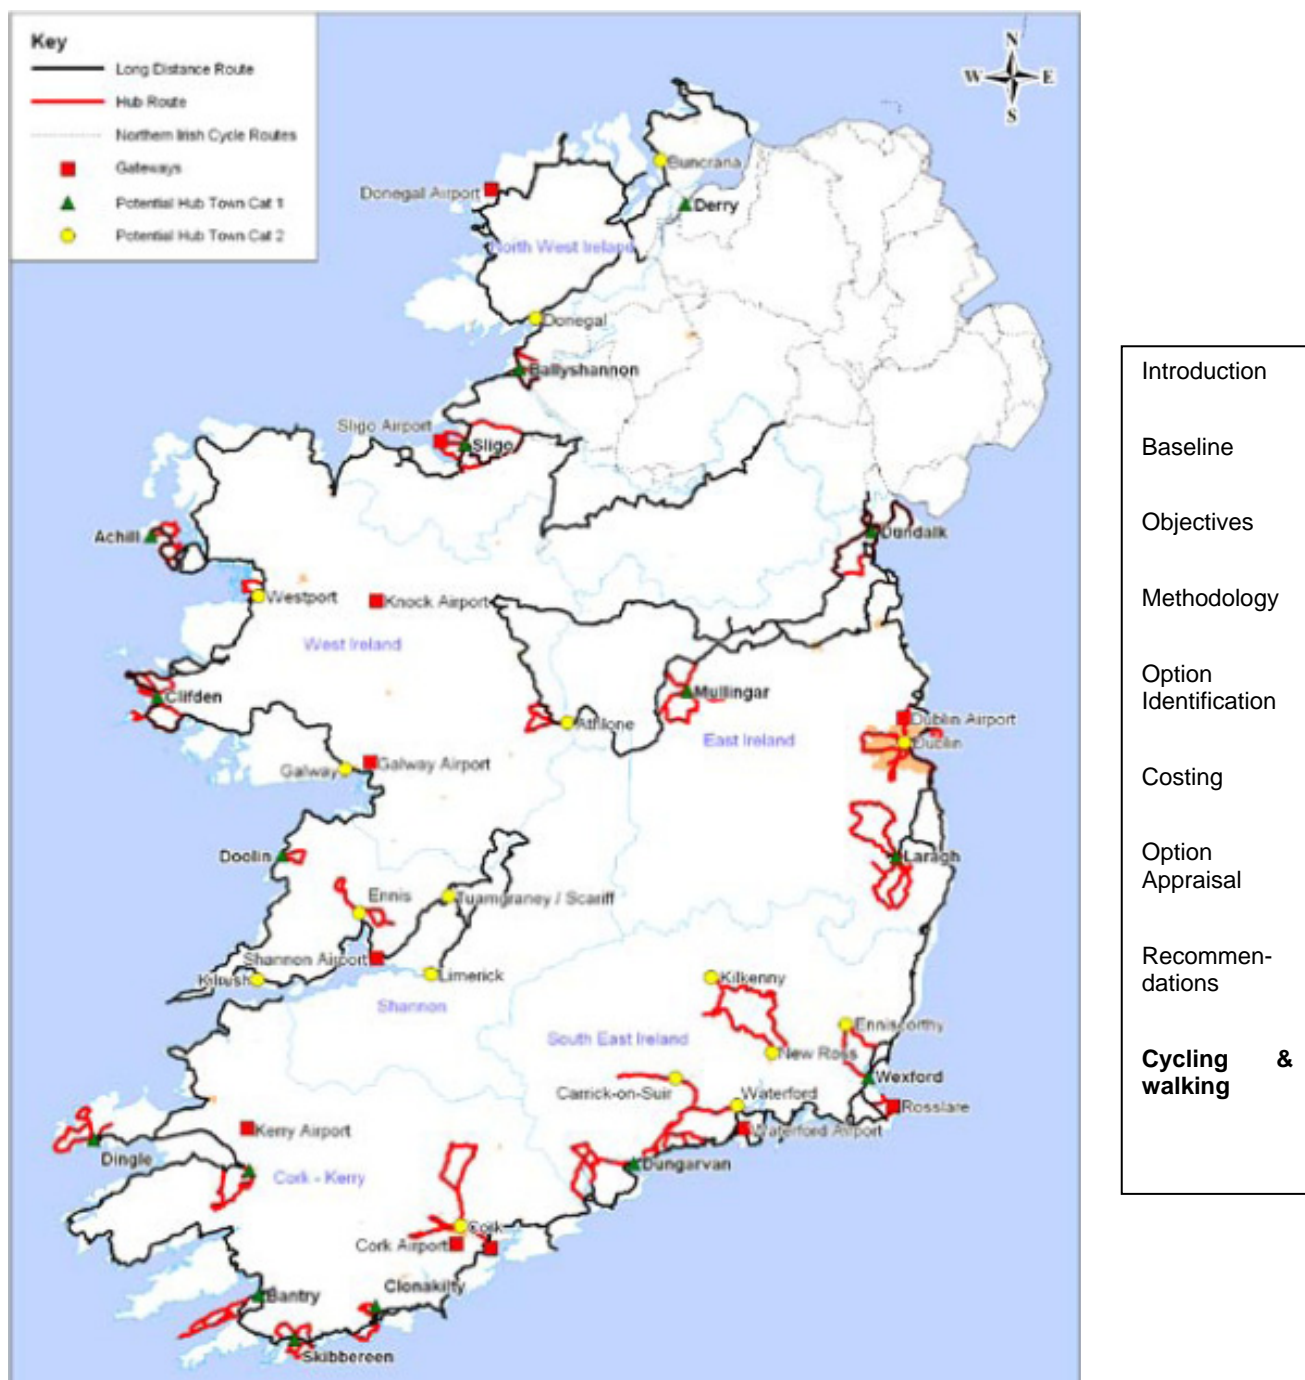 Key
Long Distance Route
Hub Route
Northern Irish Cycle Routes
Gateways
Potential Hub Town Cat 1
Potential Hub Town Cat 2
N
W E
S
Buncrana
Donegal Airport
Derry
North West Ireland
Donegal
Ballyshannon
Sligo Airport
Sligo
Achill
Dundalk
Westport
Knock Airport
West Ireland
Clifden
Mullingar
Athlone
Dublin Airport
East Ireland
Dublin
Galway
Galway Airport
Doolin
Laragh
Ennis
Tuamgraney / Scariff
Shannon Airport
Limerick
Kilrush
Kilkenny
Shannon
Enniscorthy
South East Ireland
New Ross
Wexford
Carrick-on-Suir
Waterford
Rosslare
Kerry Airport
Waterford Airport
Dingle
Dungarvan
Cork - Kerry
Cork
Cork Airport
Clonakilty
Bantry
Skibbereen
Introduction
Baseline
Objectives
Methodology
Option
Identification
Costing
Option
Appraisal
Recommen-
dations
Cycling &
walking